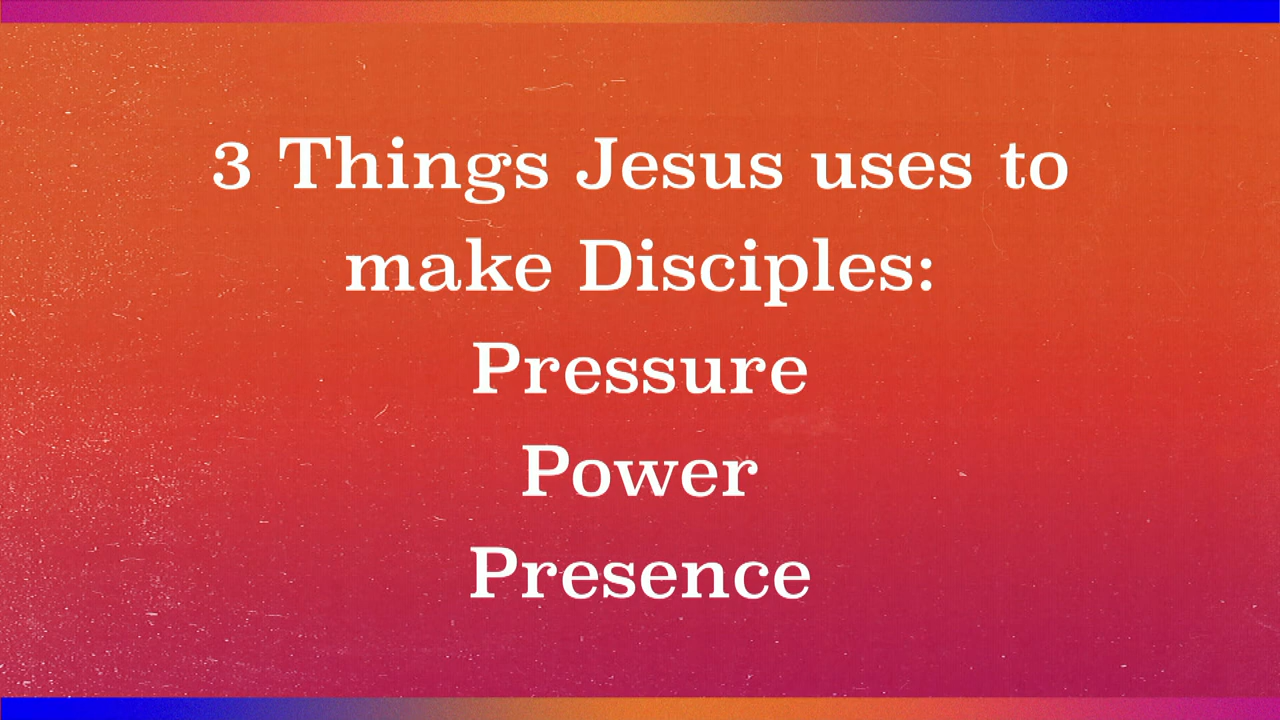 3 Things Jesus uses to
make Disciples:
Pressure
Power
Presence